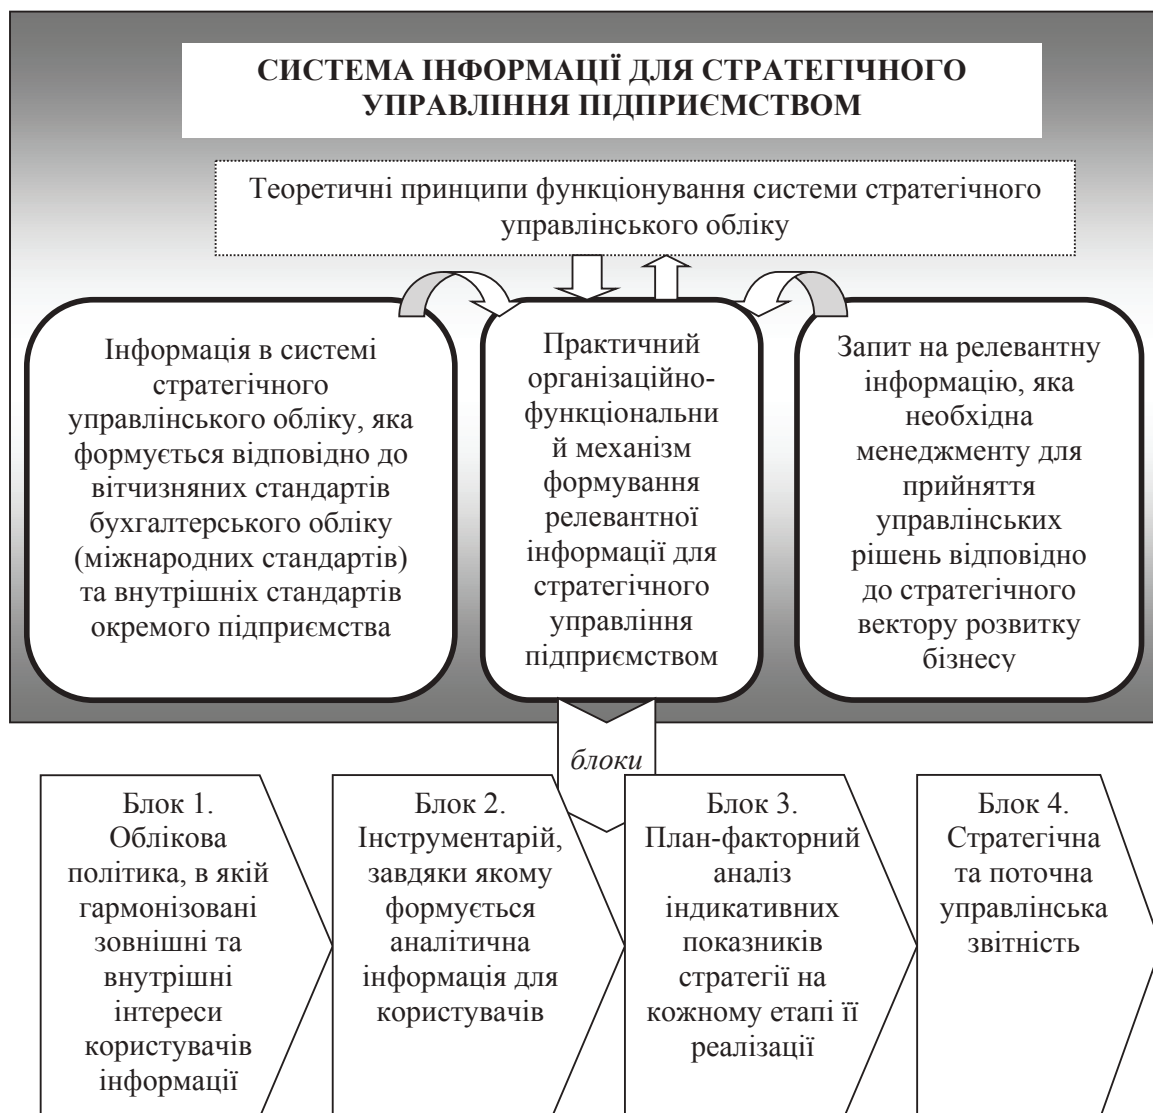 СИСТЕМА ІНФОРМАЦІЇ ДЛЯ СТРАТЕГІЧНОГО
УПРАВЛІННЯ ПІДПРИЄМСТВОМ
Теоретичні принципи функціонування системи стратегічного
управлінського обліку
Інформація в системі
стратегічного
управлінського обліку, яка
формується відповідно до
вітчизняних стандартів
бухгалтерського обліку
(міжнародних стандартів)
та внутрішніх стандартів
окремого підприємства
Практичний
організаційно-
функціональни
й механізм
формування
релевантної
інформації для
стратегічного
управління
підприємством
Запит на релевантну
інформацію, яка
необхідна
менеджменту для
прийняття
управлінських
рішень відповідно
до стратегічного
вектору розвитку
бізнесу
блоки
Блок 1.
Облікова
політика, в якій
гармонізовані
зовнішні та
внутрішні
інтереси
користувачів
інформації
Блок 2.
Інструментарій,
завдяки якому
формується
аналітична
інформація для
користувачів
Блок 3.
План-факторний
аналіз
індикативних
показників
стратегії на
кожному етапі її
реалізації
Блок 4.
Стратегічна
та поточна
управлінська
звітність